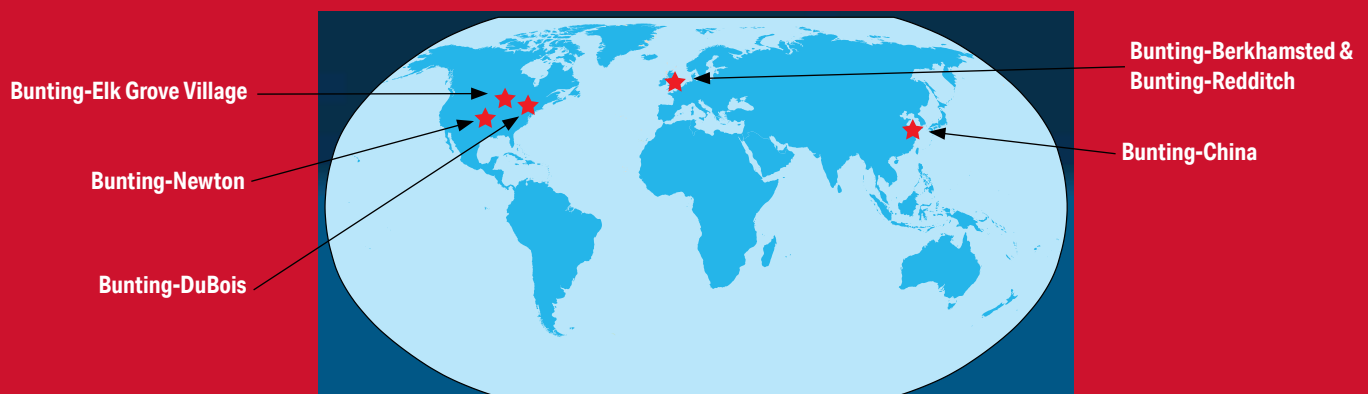 Bunting-Elk Grove Village
Bunting-Newton
Bunting-DuBois
Bunting-Berkhamsted &
Bunting-Redditch
Bunting-China